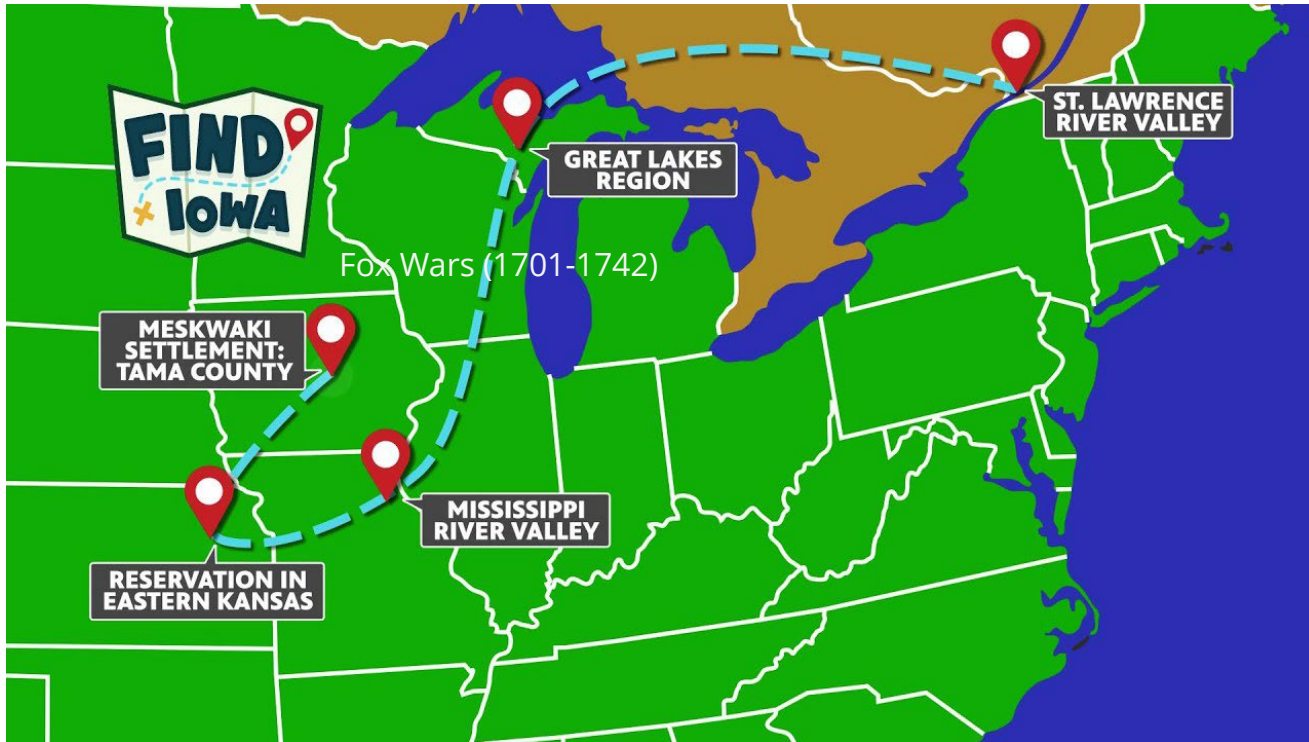 ST. LAWRENCE
RIVER VALLEY
FIND
IOWA
GREAT LAKES
REGION
Fox Wars (1701-1742)
MESKWAKI
SETTLEMENT:
TAMA COUNTY
MISSISSIPPI
RIVER VALLEY
RESERVATION IN
EASTERN KANSAS